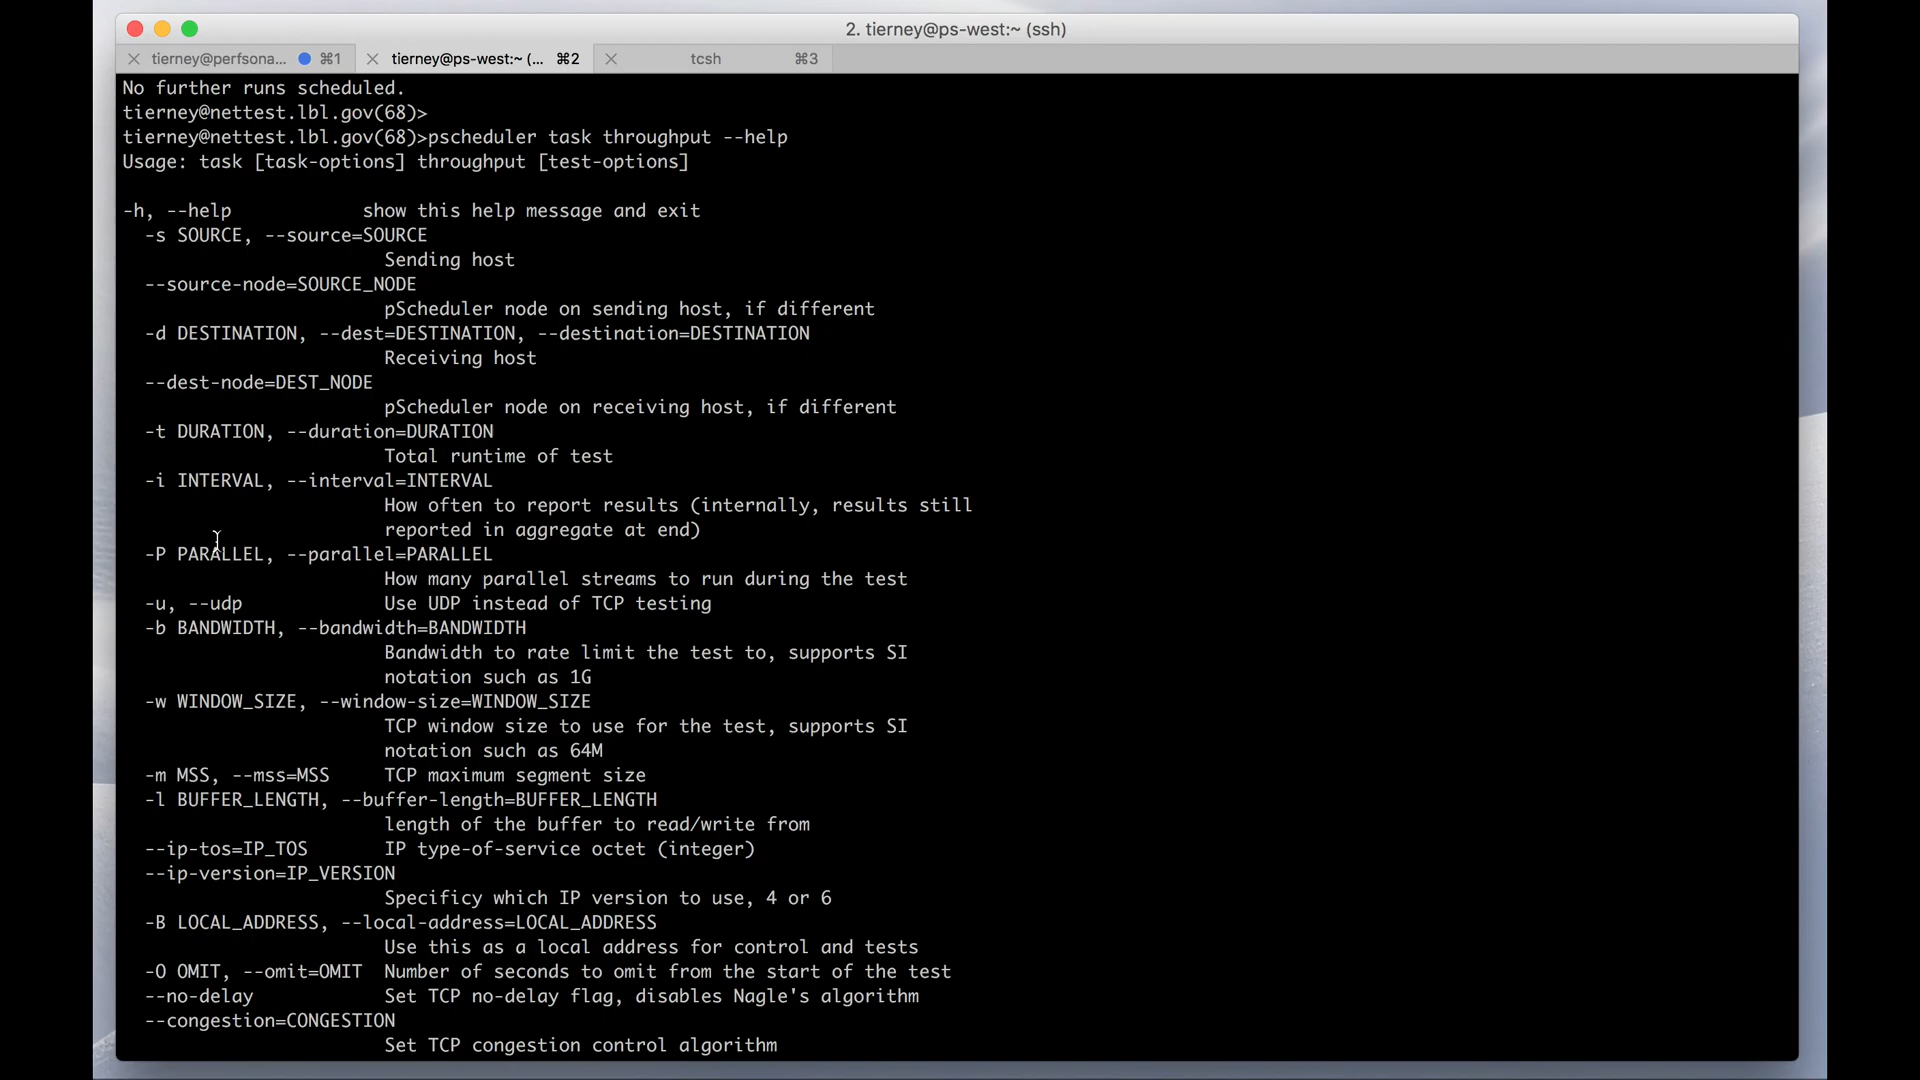 2. tierney@ps-west:~ (ssh)
tierney@perfsona... ⌘1 tierney@ps-west:~ (... ⌘2 tcsh ⌘3
No further runs scheduled.
tierney@nettest.lbl.gov(68)>
tierney@nettest.lbl.gov(68)>pscheduler task throughput --help
Usage: task [task-options] throughput [test-options]
-h, --help            show this help message and exit
  -s SOURCE, --source=SOURCE
                        Sending host
  --source-node=SOURCE_NODE
                        pScheduler node on sending host, if different
  -d DESTINATION, --dest=DESTINATION, --destination=DESTINATION
                        Receiving host
  --dest-node=DEST_NODE
                        pScheduler node on receiving host, if different
  -t DURATION, --duration=DURATION
                        Total runtime of test
  -i INTERVAL, --interval=INTERVAL
                        How often to report results (internally, results still
                        reported in aggregate at end)
  -P PARALLEL, --parallel=PARALLEL
                        How many parallel streams to run during the test
  -u, --udp             Use UDP instead of TCP testing
  -b BANDWIDTH, --bandwidth=BANDWIDTH
                        Bandwidth to rate limit the test to, supports SI
                        notation such as 1G
  -w WINDOW_SIZE, --window-size=WINDOW_SIZE
                        TCP window size to use for the test, supports SI
                        notation such as 64M
  -m MSS, --mss=MSS     TCP maximum segment size
  -l BUFFER_LENGTH, --buffer-length=BUFFER_LENGTH
                        length of the buffer to read/write from
  --ip-tos=IP_TOS       IP type-of-service octet (integer)
  --ip-version=IP_VERSION
                        Specificy which IP version to use, 4 or 6
  -B LOCAL_ADDRESS, --local-address=LOCAL_ADDRESS
                        Use this as a local address for control and tests
  -O OMIT, --omit=OMIT  Number of seconds to omit from the start of the test
  --no-delay            Set TCP no-delay flag, disables Nagle's algorithm
  --congestion=CONGESTION
                        Set TCP congestion control algorithm